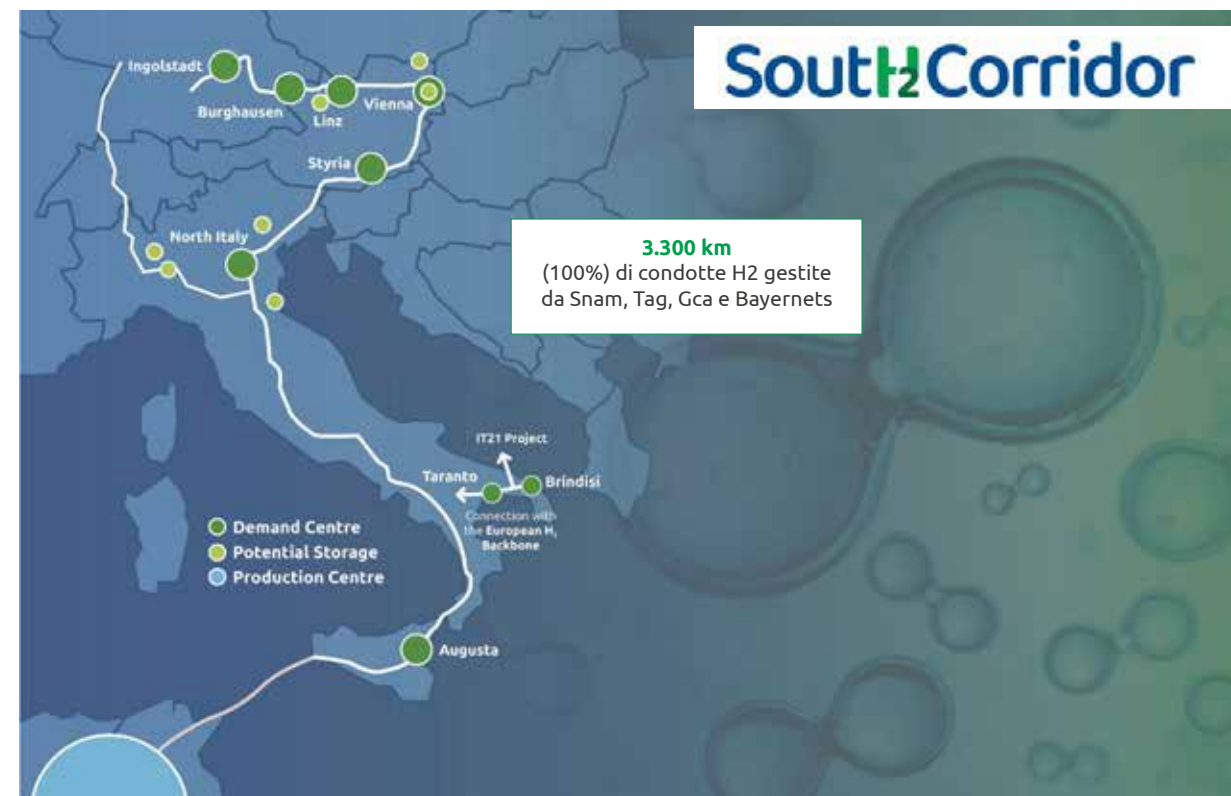 SoutH2Corridor
Ingolstadt
Burghausen
Linz
Vienna
Styria
North Italy
3.300 km
(100%) di condotte H2 gestite
da Snam, Tag, Gca e Bayernets
IT21 Project
Taranto
Brindisi
Connection with
the European H₂
Backbone
Demand Centre
Potential Storage
Production Centre
Augusta